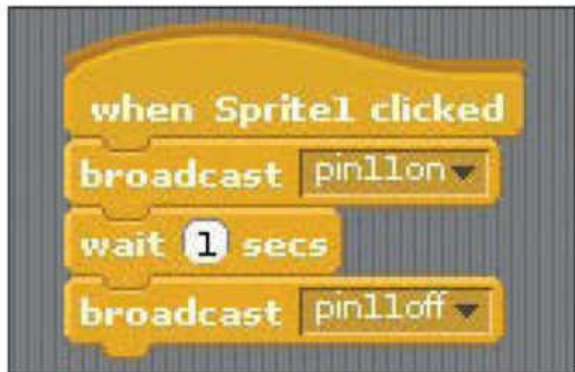 when Sprite1 clicked
broadcast pin11on
wait 1 secs
broadcast pin11off